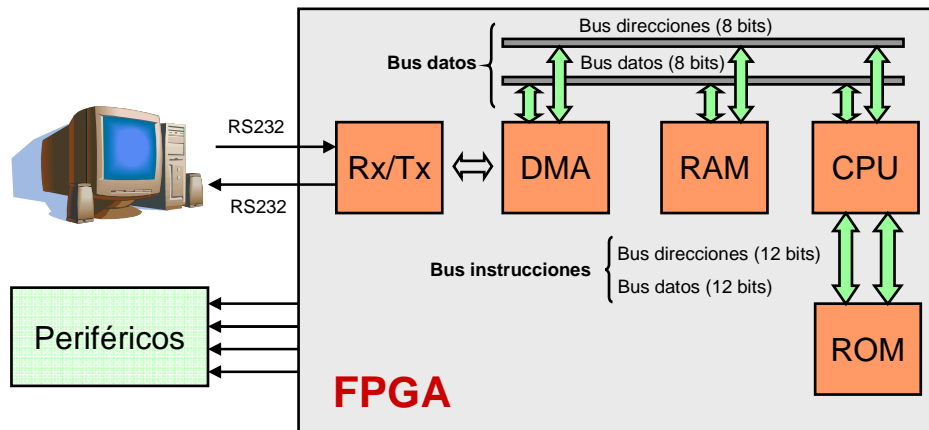 Bus direcciones (8 bits)
Bus datos
Bus datos (8 bits)
RS232
Rx/Tx
DMA
RAM
CPU
RS232
Bus instrucciones
Bus direcciones (12 bits)
Bus datos (12 bits)
Periféricos
ROM
FPGA